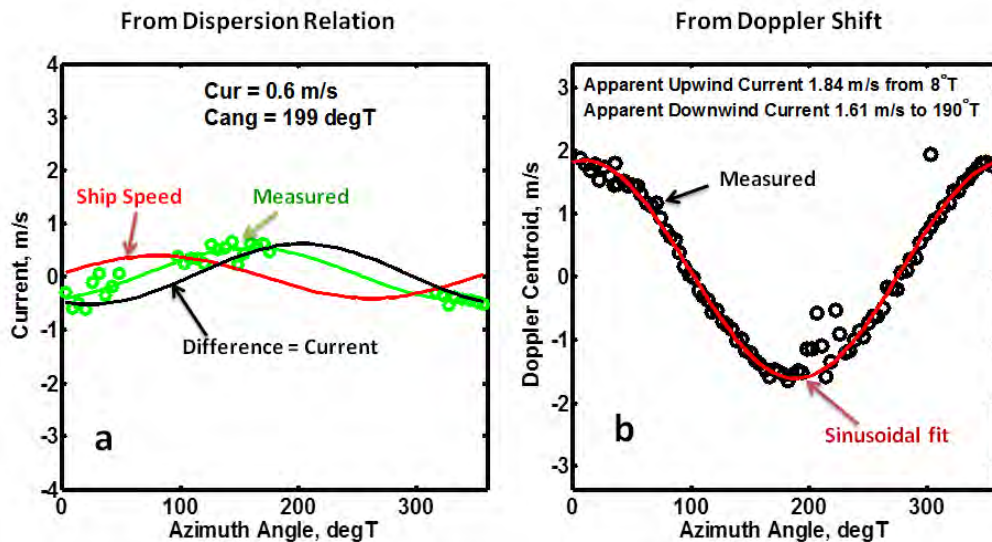 From Dispersion Relation
4
3
2
1
0
-1
-2
-3
-4
Current, m/s
Cur = 0.6 m/s
Cang = 199 degT
Ship Speed
Measured
Difference = Current
a
0 100 200 300
Azimuth Angle, degT
From Doppler Shift
3
2
1
0
-1
-2
-3
Doppler Centroid, m/s
Apparent Upwind Current 1.84 m/s from 8°T
Apparent Downwind Current 1.61 m/s to 190°T
Measured
Sinusoidal fit
b
0 100 200 300
Azimuth Angle, degT